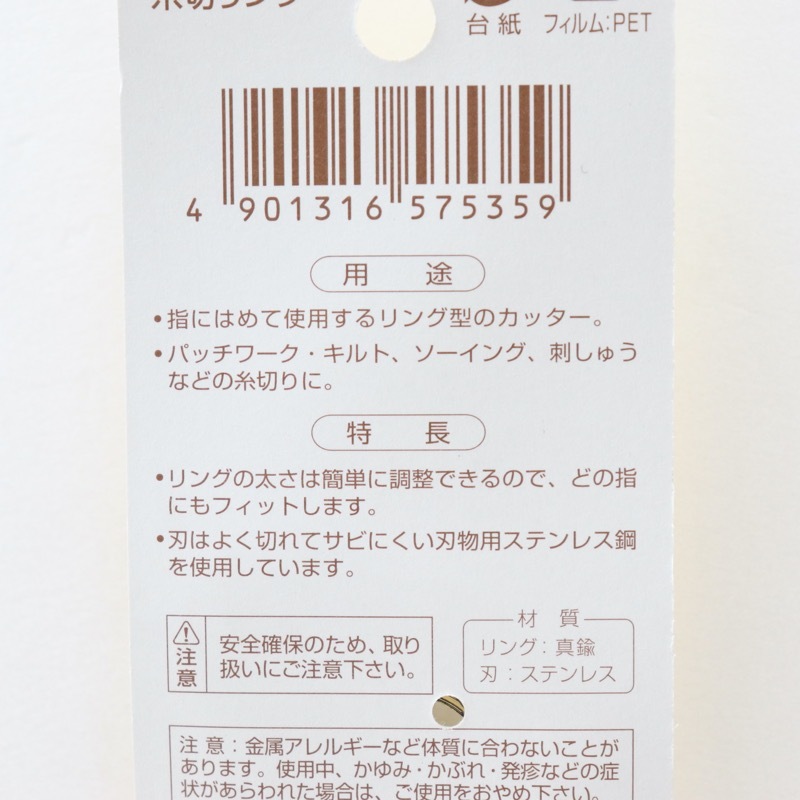 糸切リング
台紙 フィルム:PET
4 901316 575359
用 途
•指にはめて使用するリング型のカッター。
•パッチワーク・キルト、ソーイング、刺しゅう
などの糸切りに。
特 長
•リングの太さは簡単に調整できるので、どの指
にもフィットします。
•刃はよく切れてサビにくい刃物用ステンレス鋼
を使用しています。
注意
安全確保のため、取り
扱いにご注意下さい。
材 質
リング:真鍮
刃:ステンレス
注意:金属アレルギーなど体質に合わないことが
あります。使用中、かゆみ・かぶれ・発疹などの症
状があらわれた場合は、ご使用をおやめ下さい。